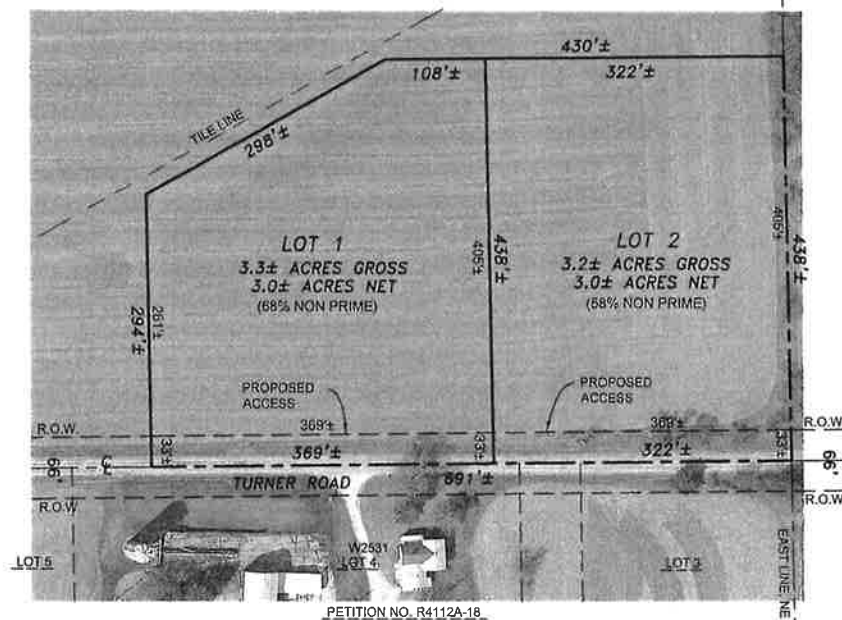 430'±
108'±
322'±
TILE LINE
298'±
LOT 1
3.3± ACRES GROSS
3.0± ACRES NET
(68% NON PRIME)
LOT 2
3.2± ACRES GROSS
3.0± ACRES NET
(58% NON PRIME)
405'±
438'±
405'±
438'±
294'±
261'±
PROPOSED
ACCESS
PROPOSED
ACCESS
R.O.W.
369'±
369'±
R.O.W.
33'±
369'±
33'±
322'±
33'±
66'
℄
TURNER ROAD
691'±
66'
R.O.W.
R.O.W.
LOT 5
W2531
LOT 4
LOT 3
EAST LINE, NE
PETITION NO. R4112A-18